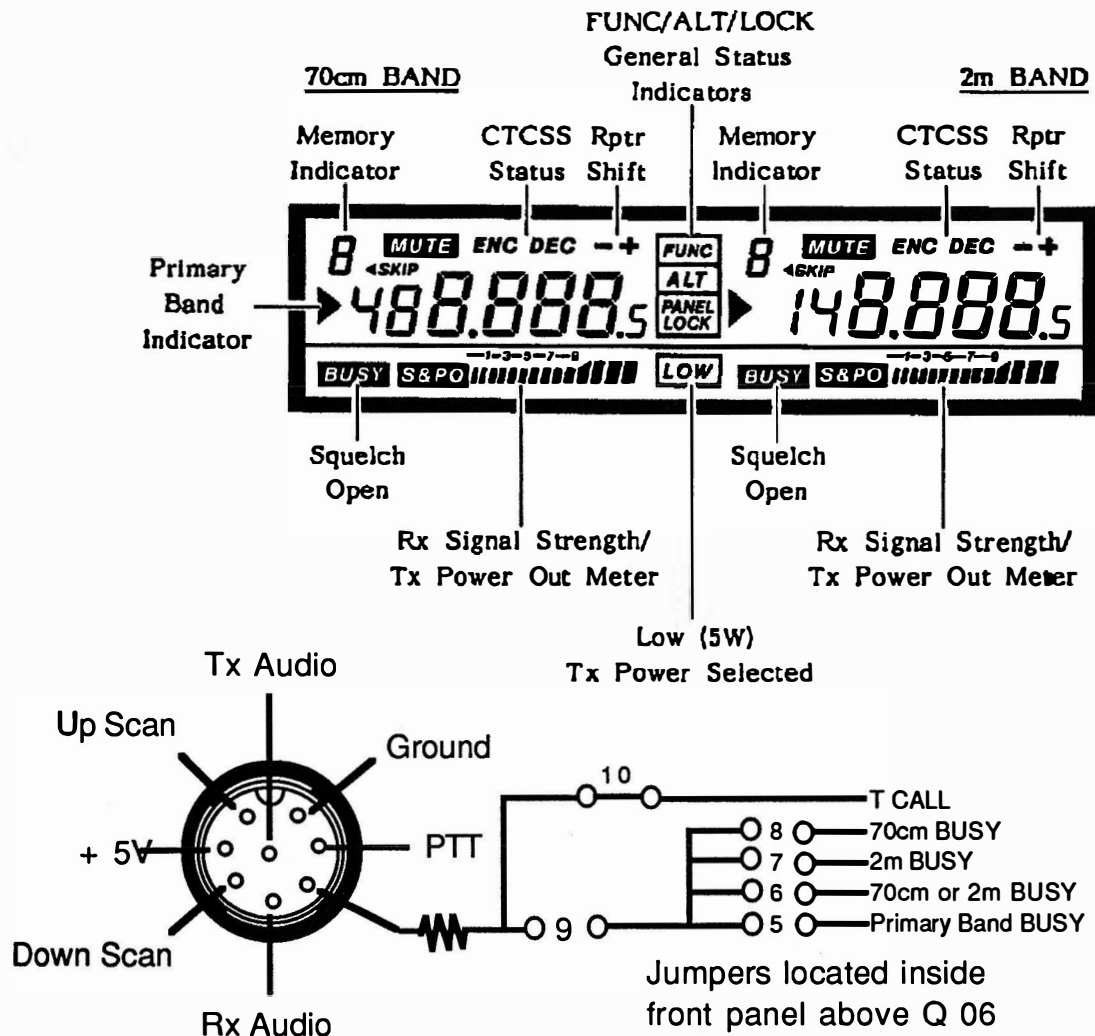 FUNC/ALT/LOCK
General Status
Indicators
70cm BAND
2m BAND
Memory
Indicator
CTCSS
Status
Rptr
Shift
Memory
Indicator
CTCSS
Status
Rptr
Shift
Primary
Band
Indicator
8 MUTE ENC DEC -+
◄SKIP
488.888.5
FUNC
ALT
PANEL
LOCK
8 MUTE ENC DEC -+
◄SKIP
148.888.5
BUSY S&PO
-1-3-5-7-9
LOW
BUSY S&PO
-1-3-5-7-9
Squelch
Open
Squelch
Open
Rx Signal Strength/
Tx Power Out Meter
Rx Signal Strength/
Tx Power Out Meter
Low (5W)
Tx Power Selected
Tx Audio
Up Scan
Ground
+ 5V
PTT
Down Scan
Rx Audio
10
T CALL
8 70cm BUSY
7 2m BUSY
6 70cm or 2m BUSY
9
5 Primary Band BUSY
Jumpers located inside
front panel above Q 06